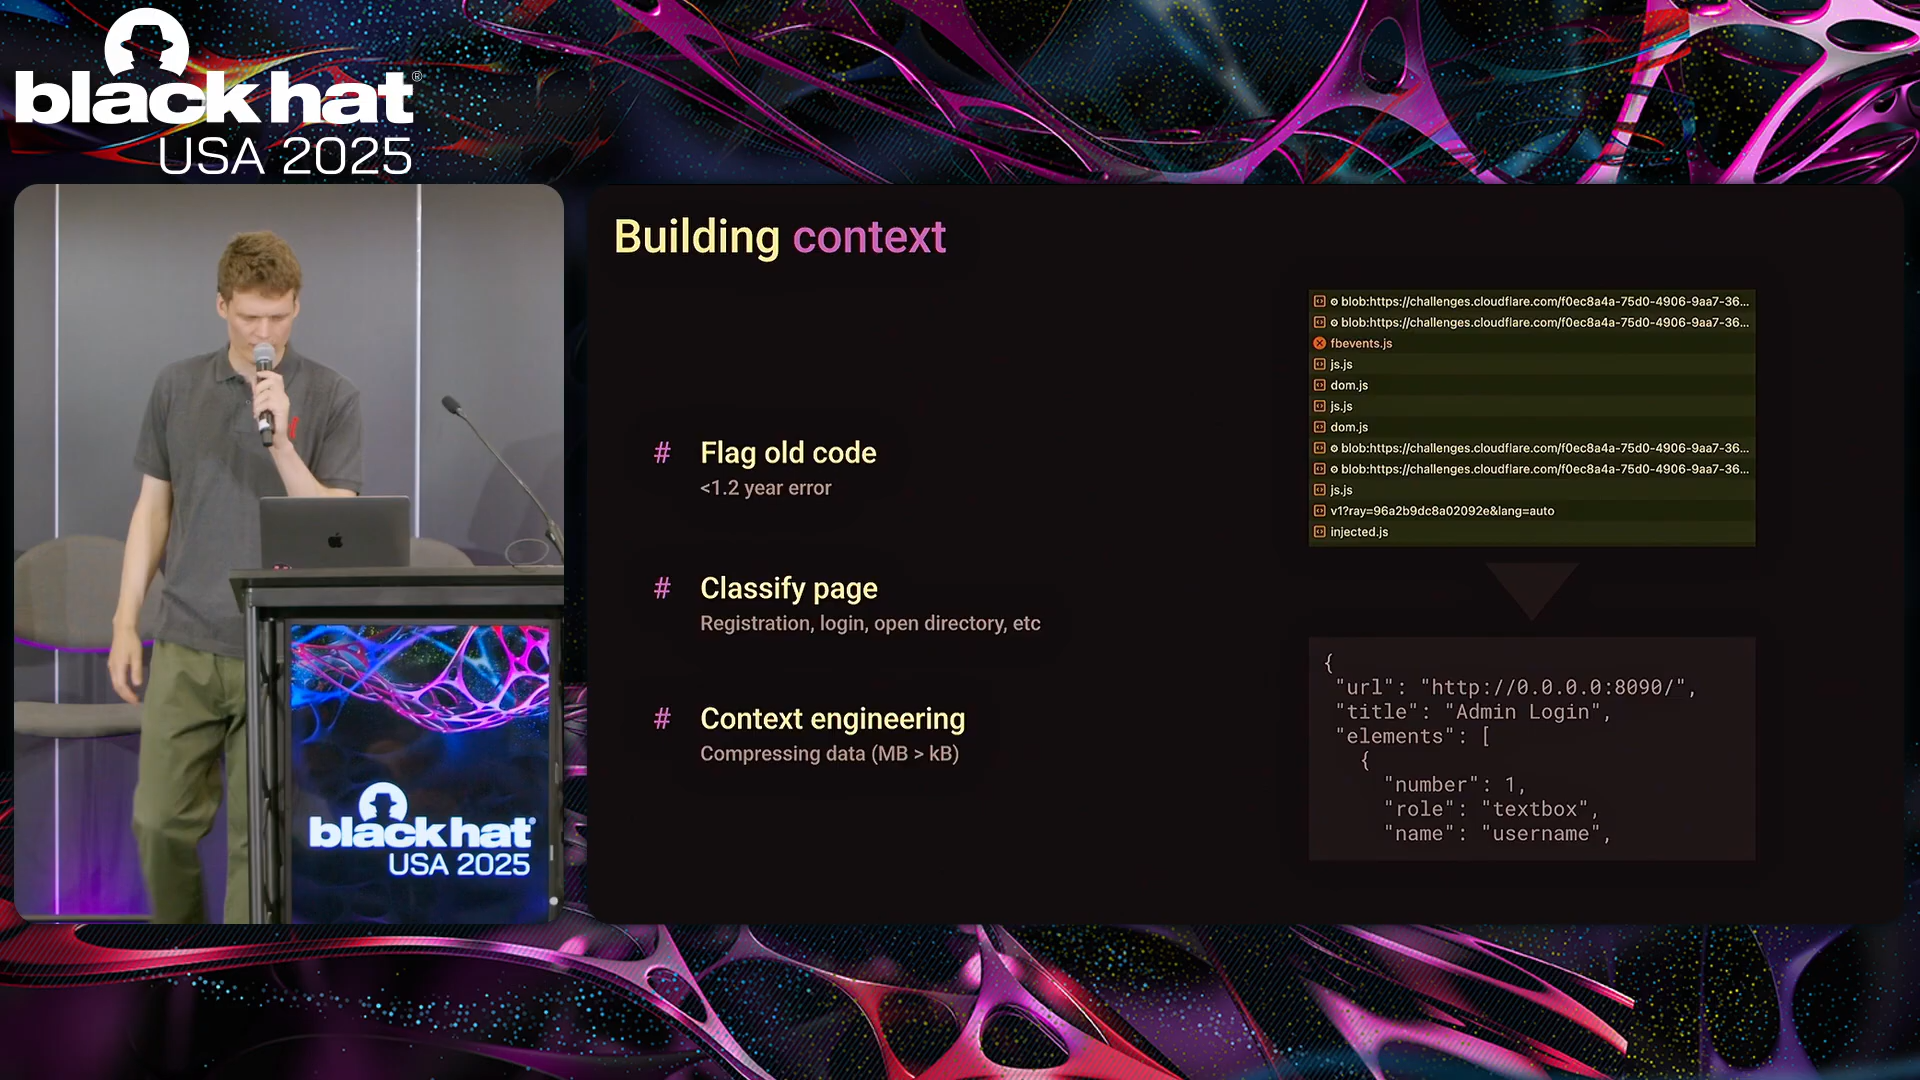 black hat®
USA 2025
Building context
# Flag old code
<1.2 year error
# Classify page
Registration, login, open directory, etc
# Context engineering
Compressing data (MB > kB)
blob:https://challenges.cloudflare.com/f0ec8a4a-75d0-4906-9aa7-36...
blob:https://challenges.cloudflare.com/f0ec8a4a-75d0-4906-9aa7-36...
fbevents.js
js.js
dom.js
js.js
dom.js
blob:https://challenges.cloudflare.com/f0ec8a4a-75d0-4906-9aa7-36...
blob:https://challenges.cloudflare.com/f0ec8a4a-75d0-4906-9aa7-36...
js.js
v1?ray=96a2b9dc8a02092e&lang=auto
injected.js
{
"url": "http://0.0.0.0:8090/",
"title": "Admin Login",
"elements": [
{
"number": 1,
"role": "textbox",
"name": "username",
black hat®
USA 2025